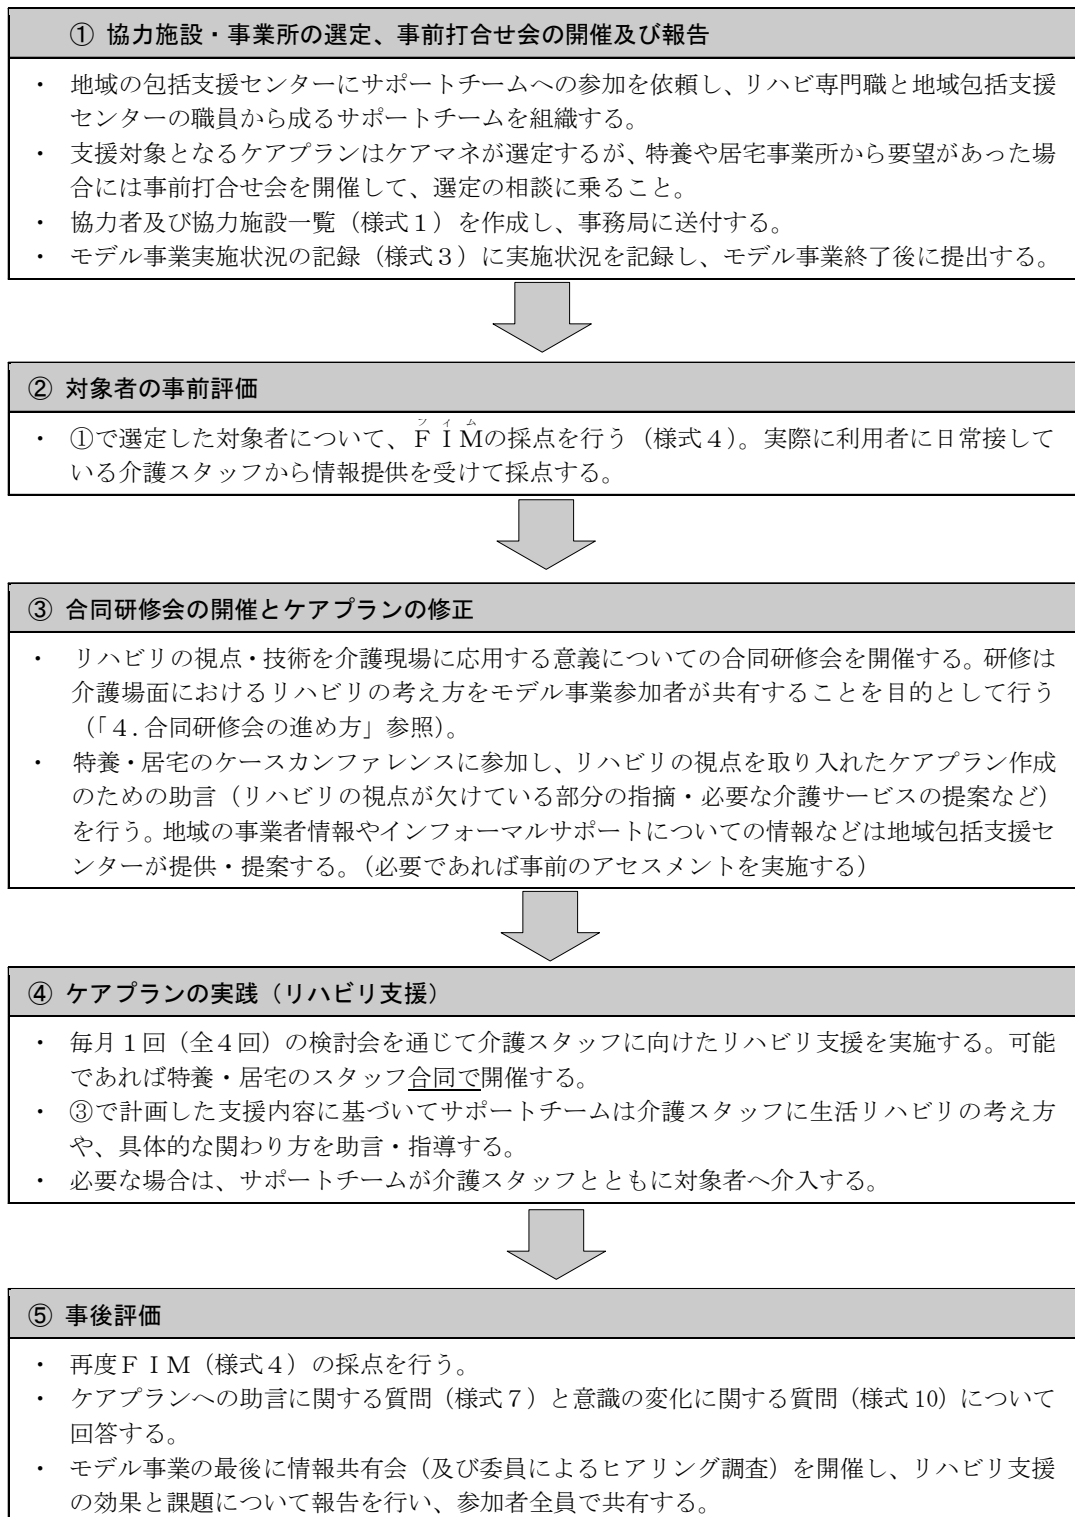 ① 協力施設・事業所の選定、事前打合せ会の開催及び報告
・ 地域の包括支援センターにサポートチームへの参加を依頼し、リハビ専門職と地域包括支援
センターの職員から成るサポートチームを組織する。
・ 支援対象となるケアプランはケアマネが選定するが、特養や居宅事業所から要望があった場
合には事前打合せ会を開催して、選定の相談に乗ること。
・ 協力者及び協力施設一覧（様式１）を作成し、事務局に送付する。
・ モデル事業実施状況の記録（様式３）に実施状況を記録し、モデル事業終了後に提出する。
② 対象者の事前評価
・ ①で選定した対象者について、ＦＩＭの採点を行う（様式４）。実際に利用者に日常接して
いる介護スタッフから情報提供を受けて採点する。
③ 合同研修会の開催とケアプランの修正
・ リハビリの視点・技術を介護現場に応用する意義についての合同研修会を開催する。研修は
介護場面におけるリハビリの考え方をモデル事業参加者が共有することを目的として行う
（「４.合同研修会の進め方」参照）。
・ 特養・居宅のケースカンファレンスに参加し、リハビリの視点を取り入れたケアプラン作成
のための助言（リハビリの視点が欠けている部分の指摘・必要な介護サービスの提案など）
を行う。地域の事業者情報やインフォーマルサポートについての情報などは地域包括支援セ
ンターが提供・提案する。（必要であれば事前のアセスメントを実施する）
④ ケアプランの実践（リハビリ支援）
・ 毎月１回（全４回）の検討会を通じて介護スタッフに向けたリハビリ支援を実施する。可能
であれば特養・居宅のスタッフ合同で開催する。
・ ③で計画した支援内容に基づいてサポートチームは介護スタッフに生活リハビリの考え方
や、具体的な関わり方を助言・指導する。
・ 必要な場合は、サポートチームが介護スタッフとともに対象者へ介入する。
⑤ 事後評価
・ 再度ＦＩＭ（様式４）の採点を行う。
・ ケアプランへの助言に関する質問（様式７）と意識の変化に関する質問（様式 10）について
回答する。
・ モデル事業の最後に情報共有会（及び委員によるヒアリング調査）を開催し、リハビリ支援
の効果と課題について報告を行い、参加者全員で共有する。